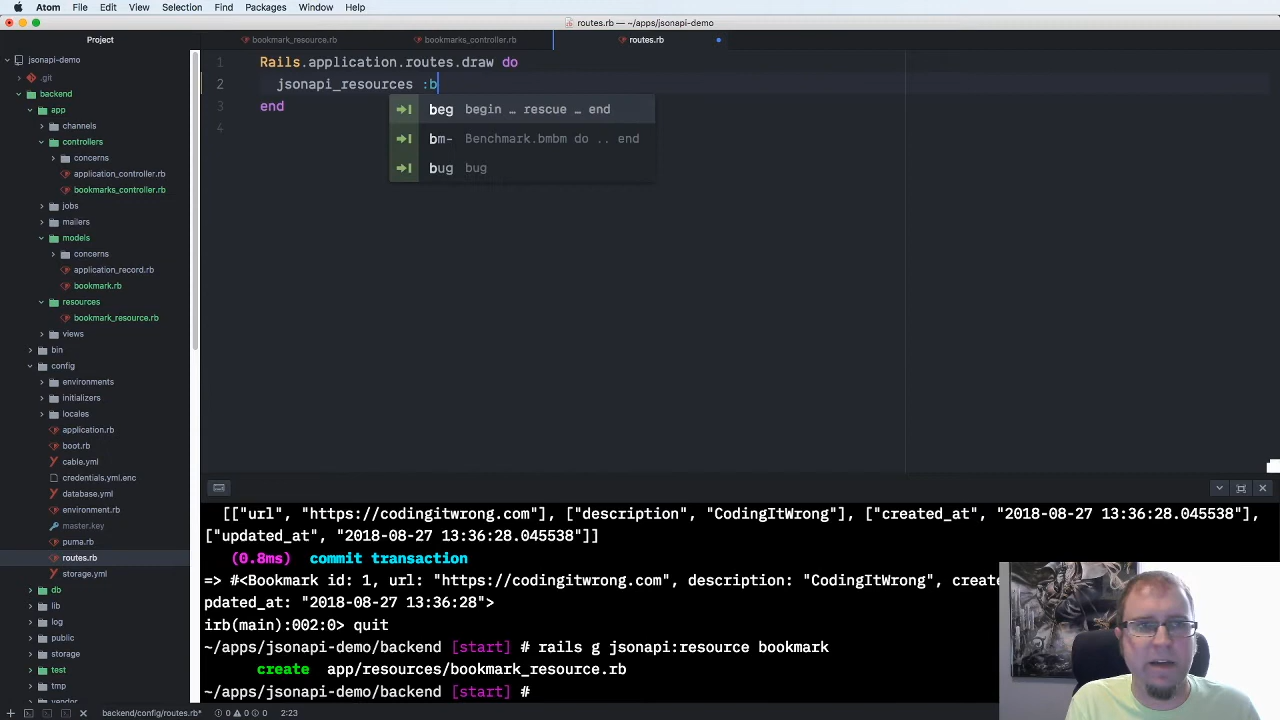 Atom File Edit View Selection Find Packages Window Help
routes.rb — ~/apps/jsonapi-demo
Project
bookmark_resource.rb
bookmarks_controller.rb
routes.rb
jsonapi-demo
.git
backend
app
channels
controllers
concerns
application_controller.rb
bookmarks_controller.rb
jobs
mailers
models
concerns
application_record.rb
bookmark.rb
resources
bookmark_resource.rb
views
bin
config
environments
initializers
locales
application.rb
boot.rb
cable.yml
credentials.yml.enc
database.yml
environment.rb
master.key
puma.rb
routes.rb
storage.yml
db
lib
log
public
storage
test
tmp
vendor
1 Rails.application.routes.draw do
2 jsonapi_resources :b
3 end
4
beg begin … rescue … end
bm- Benchmark.bmbm do .. end
bug bug
[["url", "https://codingitwrong.com"], ["description", "CodingItWrong"], ["created_at", "2018-08-27 13:36:28.045538"],
["updated_at", "2018-08-27 13:36:28.045538"]]
(0.8ms) commit transaction
=> #<Bookmark id: 1, url: "https://codingitwrong.com", description: "CodingItWrong", create
pdated_at: "2018-08-27 13:36:28">
irb(main):002:0> quit
~/apps/jsonapi-demo/backend [start] # rails g jsonapi:resource bookmark
create app/resources/bookmark_resource.rb
~/apps/jsonapi-demo/backend [start] #
backend/config/routes.rb* 0 0 0 2:23